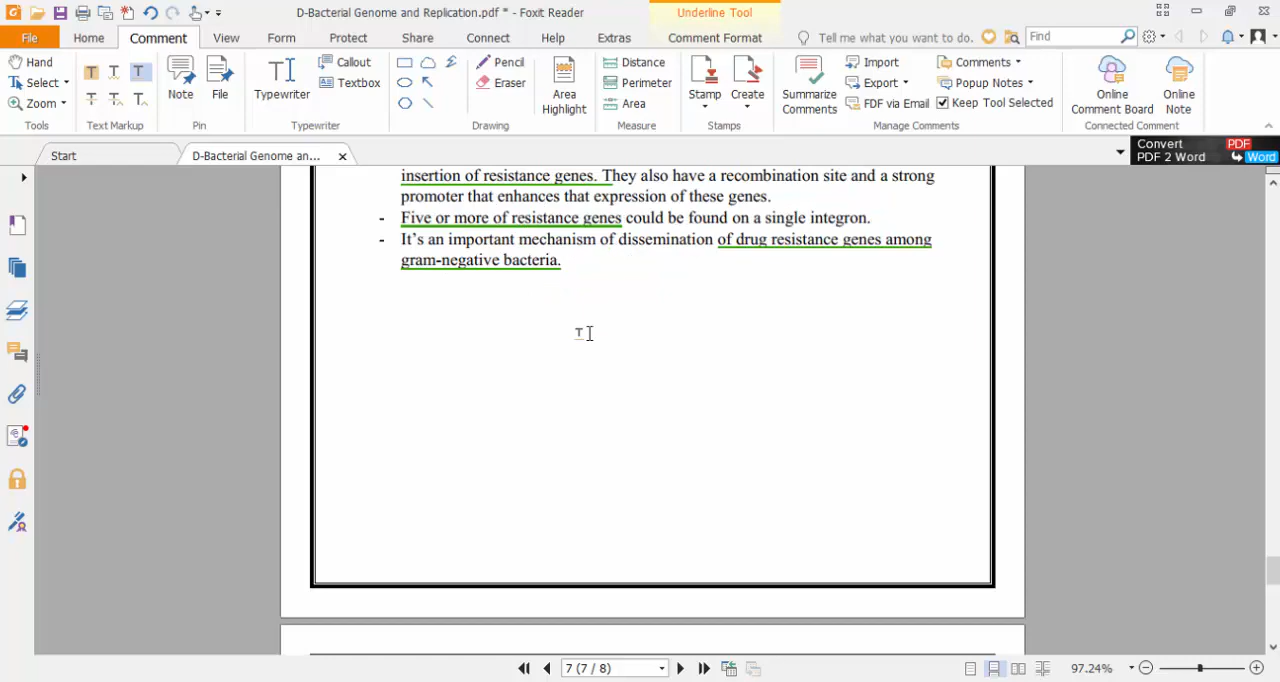 D-Bacterial Genome and Replication.pdf * - Foxit Reader
Underline Tool
File Home Comment View Form Protect Share Connect Help Extras Comment Format Tell me what you want to do. Find
Hand
Select
Zoom
Tools
Text Markup
Note
File
Pin
Typewriter
Callout
Textbox
Typewriter
Pencil
Eraser
Drawing
Area
Highlight
Distance
Perimeter
Area
Measure
Stamp
Create
Stamps
Summarize
Comments
Import
Export
FDF via Email
Comments
Popup Notes
Keep Tool Selected
Manage Comments
Online
Comment Board
Online
Note
Connected Comment
Start
D-Bacterial Genome an...
Convert PDF
PDF 2 Word Word
insertion of resistance genes. They also have a recombination site and a strong
promoter that enhances that expression of these genes.
- Five or more of resistance genes could be found on a single integron.
- It's an important mechanism of dissemination of drug resistance genes among
gram-negative bacteria.
7 (7 / 8)
97.24%